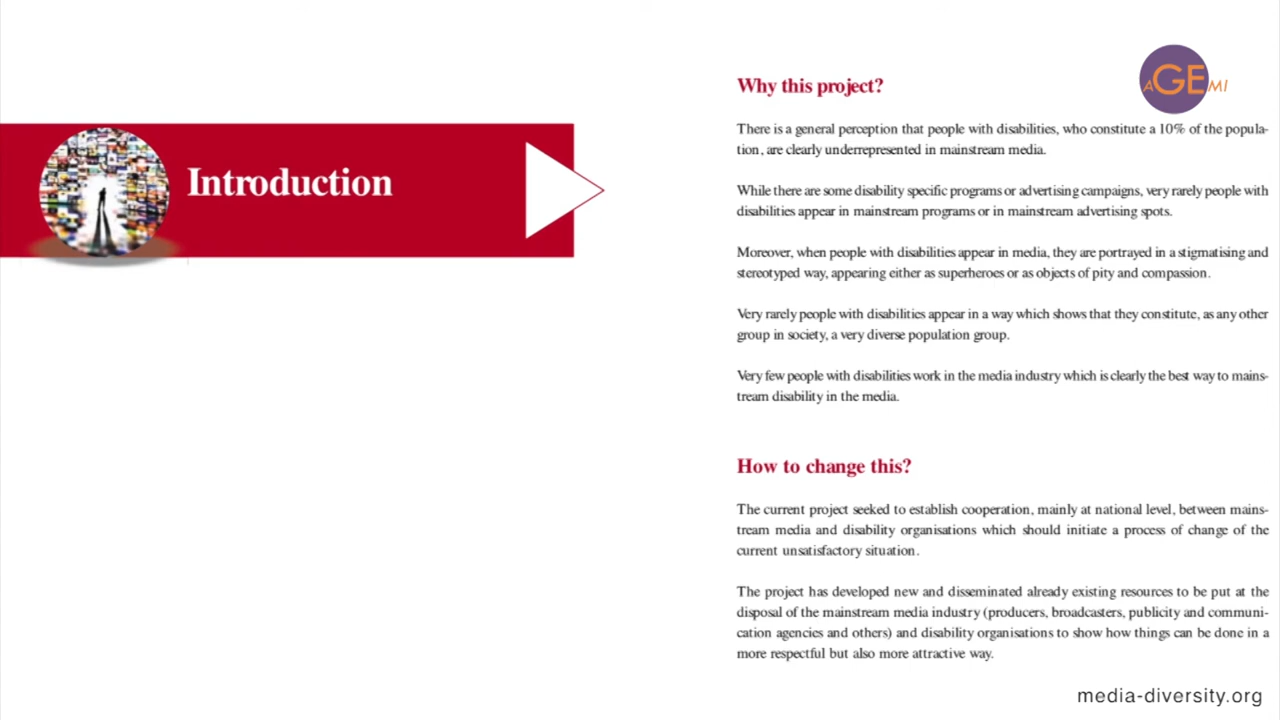 Introduction
AGEMI
Why this project?
There is a general perception that people with disabilities, who constitute a 10% of the popula-
tion, are clearly underrepresented in mainstream media.
While there are some disability specific programs or advertising campaigns, very rarely people with
disabilities appear in mainstream programs or in mainstream advertising spots.
Moreover, when people with disabilities appear in media, they are portrayed in a stigmatising and
stereotyped way, appearing either as superheroes or as objects of pity and compassion.
Very rarely people with disabilities appear in a way which shows that they constitute, as any other
group in society, a very diverse population group.
Very few people with disabilities work in the media industry which is clearly the best way to mains-
tream disability in the media.
How to change this?
The current project seeked to establish cooperation, mainly at national level, between mains-
tream media and disability organisations which should initiate a process of change of the
current unsatisfactory situation.
The project has developed new and disseminated already existing resources to be put at the
disposal of the mainstream media industry (producers, broadcasters, publicity and communi-
cation agencies and others) and disability organisations to show how things can be done in a
more respectful but also more attractive way.
media-diversity.org